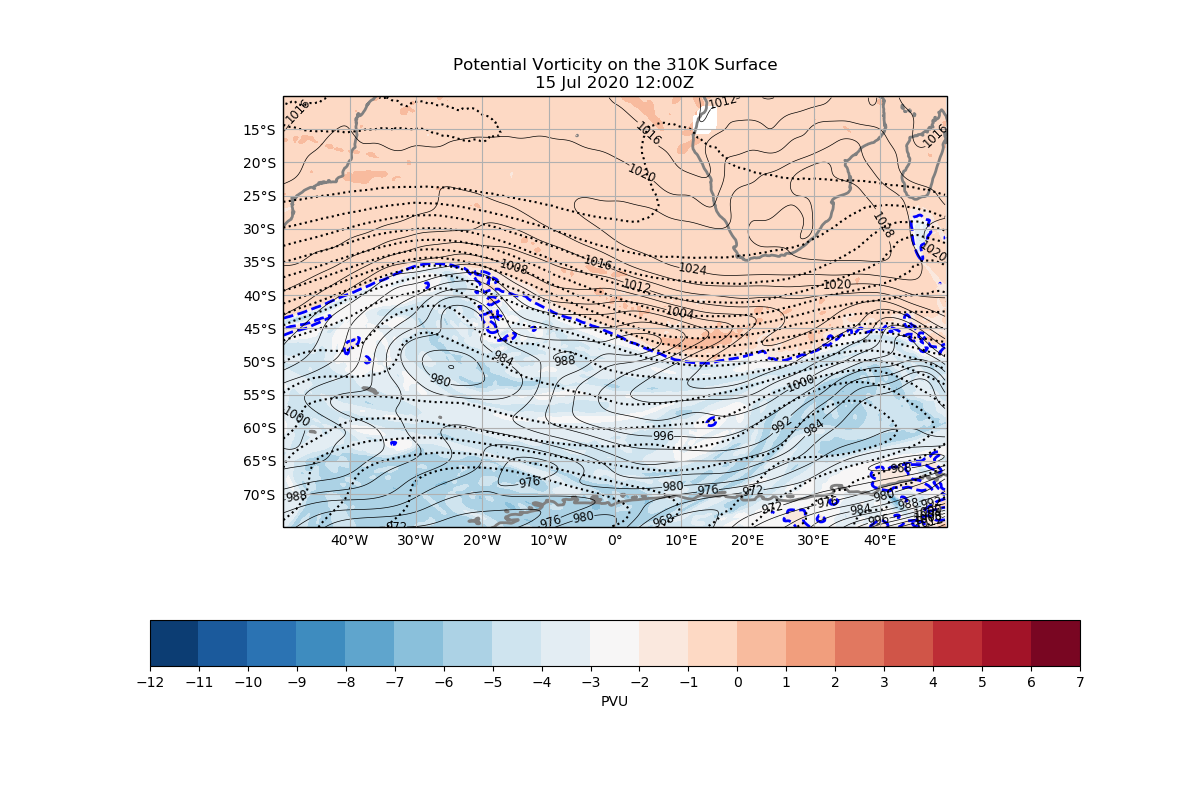 Potential Vorticity on the 310K Surface
15 Jul 2020 12:00Z
1016
1012
1016
1016
15°S
20°S
1020
25°S
1028
30°S
1020
1008
1016
1024
35°S
1012
1020
40°S
1004
45°S
984
988
50°S
980
1000
55°S
1000
992
984
60°S
996
65°S
988
976
980
976
972
988
70°S
980
976
972
988
992
984
972
976
980
968
996
40°W
30°W
20°W
10°W
0°
10°E
20°E
30°E
40°E
−12
−11
−10
−9
−8
−7
−6
−5
−4
−3
−2
−1
0
1
2
3
4
5
6
7
PVU